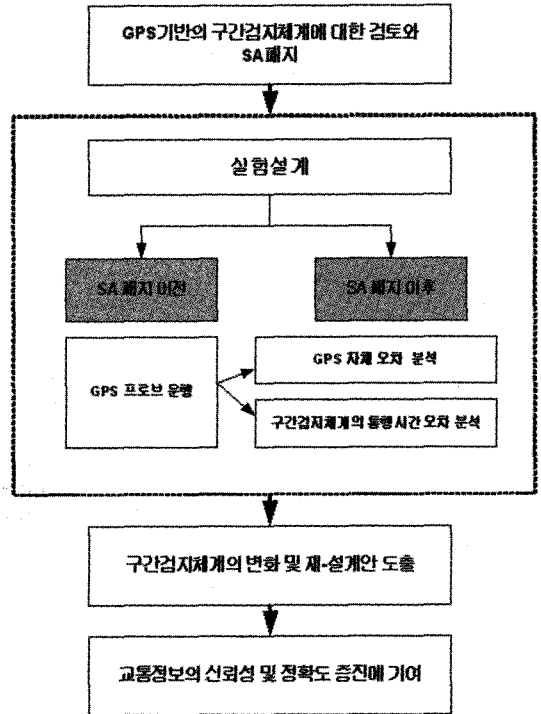 GPS기반의 구간검지체계에 대한 검토와
SA폐지
실험설계
SA 폐지 이전
SA 폐지 이후
GPS 프로브 운행
GPS 자체 오차 분석
구간검지체계의 통행시간 오차 분석
구간검지체계의 변화 및 재-설계안 도출
교통정보의 신뢰성 및 정확도 증진에 기여